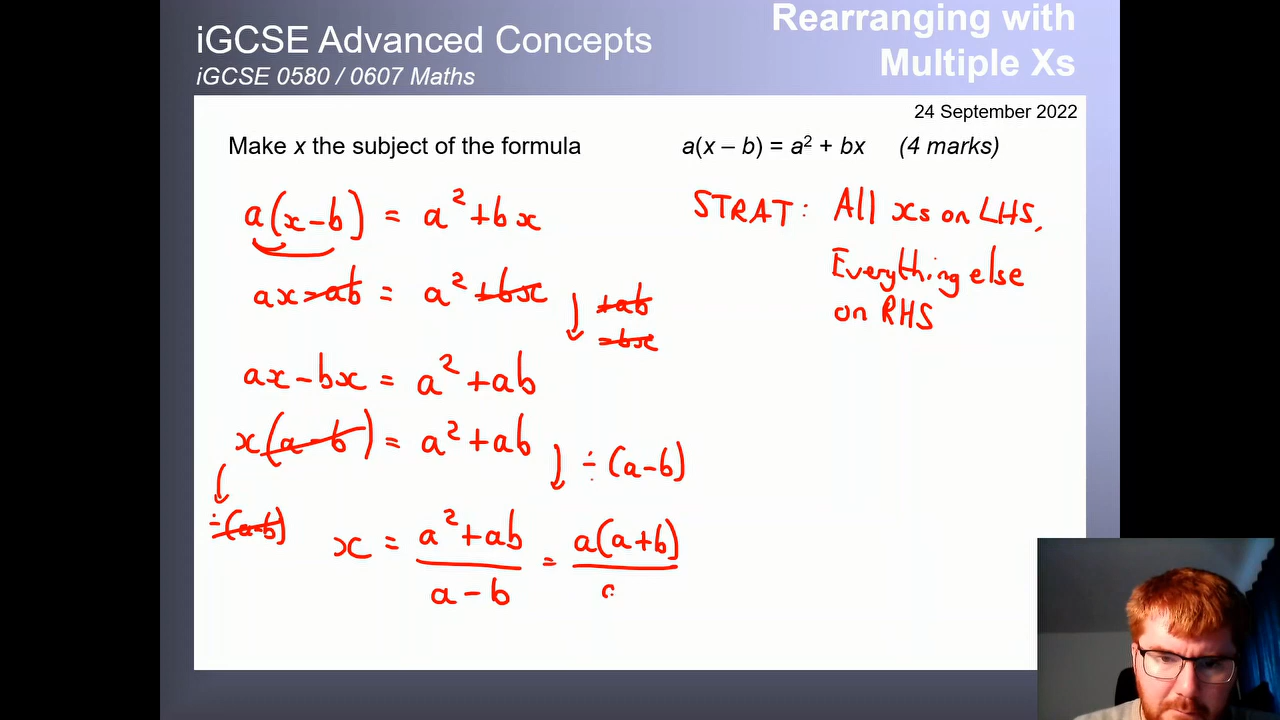 iGCSE Advanced Concepts
iGCSE 0580 / 0607 Maths
Rearranging with
Multiple Xs
24 September 2022
Make x the subject of the formula a(x – b) = a² + bx (4 marks)
a(x-b) = a²+bx
STRAT: All xs on LHS,
Everything else
on RHS
ax-ab = a²+bx
+ab
-bx
ax-bx = a²+ab
x(a-b) = a²+ab
÷(a-b)
÷(a-b)
x = a²+ab = a(a+b)
a-b